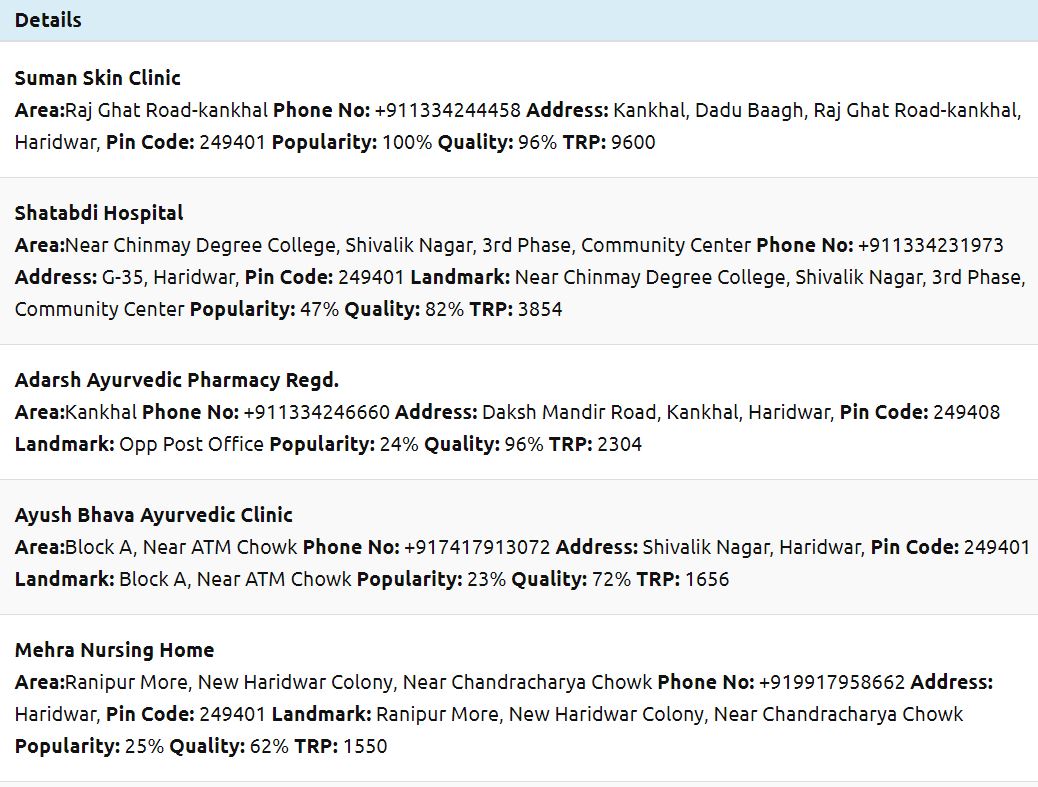 Details
Suman Skin Clinic
Area:Raj Ghat Road-kankhal Phone No: +911334244458 Address: Kankhal, Dadu Baagh, Raj Ghat Road-kankhal,
Haridwar, Pin Code: 249401 Popularity: 100% Quality: 96% TRP: 9600
Shatabdi Hospital
Area:Near Chinmay Degree College, Shivalik Nagar, 3rd Phase, Community Center Phone No: +911334231973
Address: G-35, Haridwar, Pin Code: 249401 Landmark: Near Chinmay Degree College, Shivalik Nagar, 3rd Phase,
Community Center Popularity: 47% Quality: 82% TRP: 3854
Adarsh Ayurvedic Pharmacy Regd.
Area:Kankhal Phone No: +911334246660 Address: Daksh Mandir Road, Kankhal, Haridwar, Pin Code: 249408
Landmark: Opp Post Office Popularity: 24% Quality: 96% TRP: 2304
Ayush Bhava Ayurvedic Clinic
Area:Block A, Near ATM Chowk Phone No: +917417913072 Address: Shivalik Nagar, Haridwar, Pin Code: 249401
Landmark: Block A, Near ATM Chowk Popularity: 23% Quality: 72% TRP: 1656
Mehra Nursing Home
Area:Ranipur More, New Haridwar Colony, Near Chandracharya Chowk Phone No: +919917958662 Address:
Haridwar, Pin Code: 249401 Landmark: Ranipur More, New Haridwar Colony, Near Chandracharya Chowk
Popularity: 25% Quality: 62% TRP: 1550